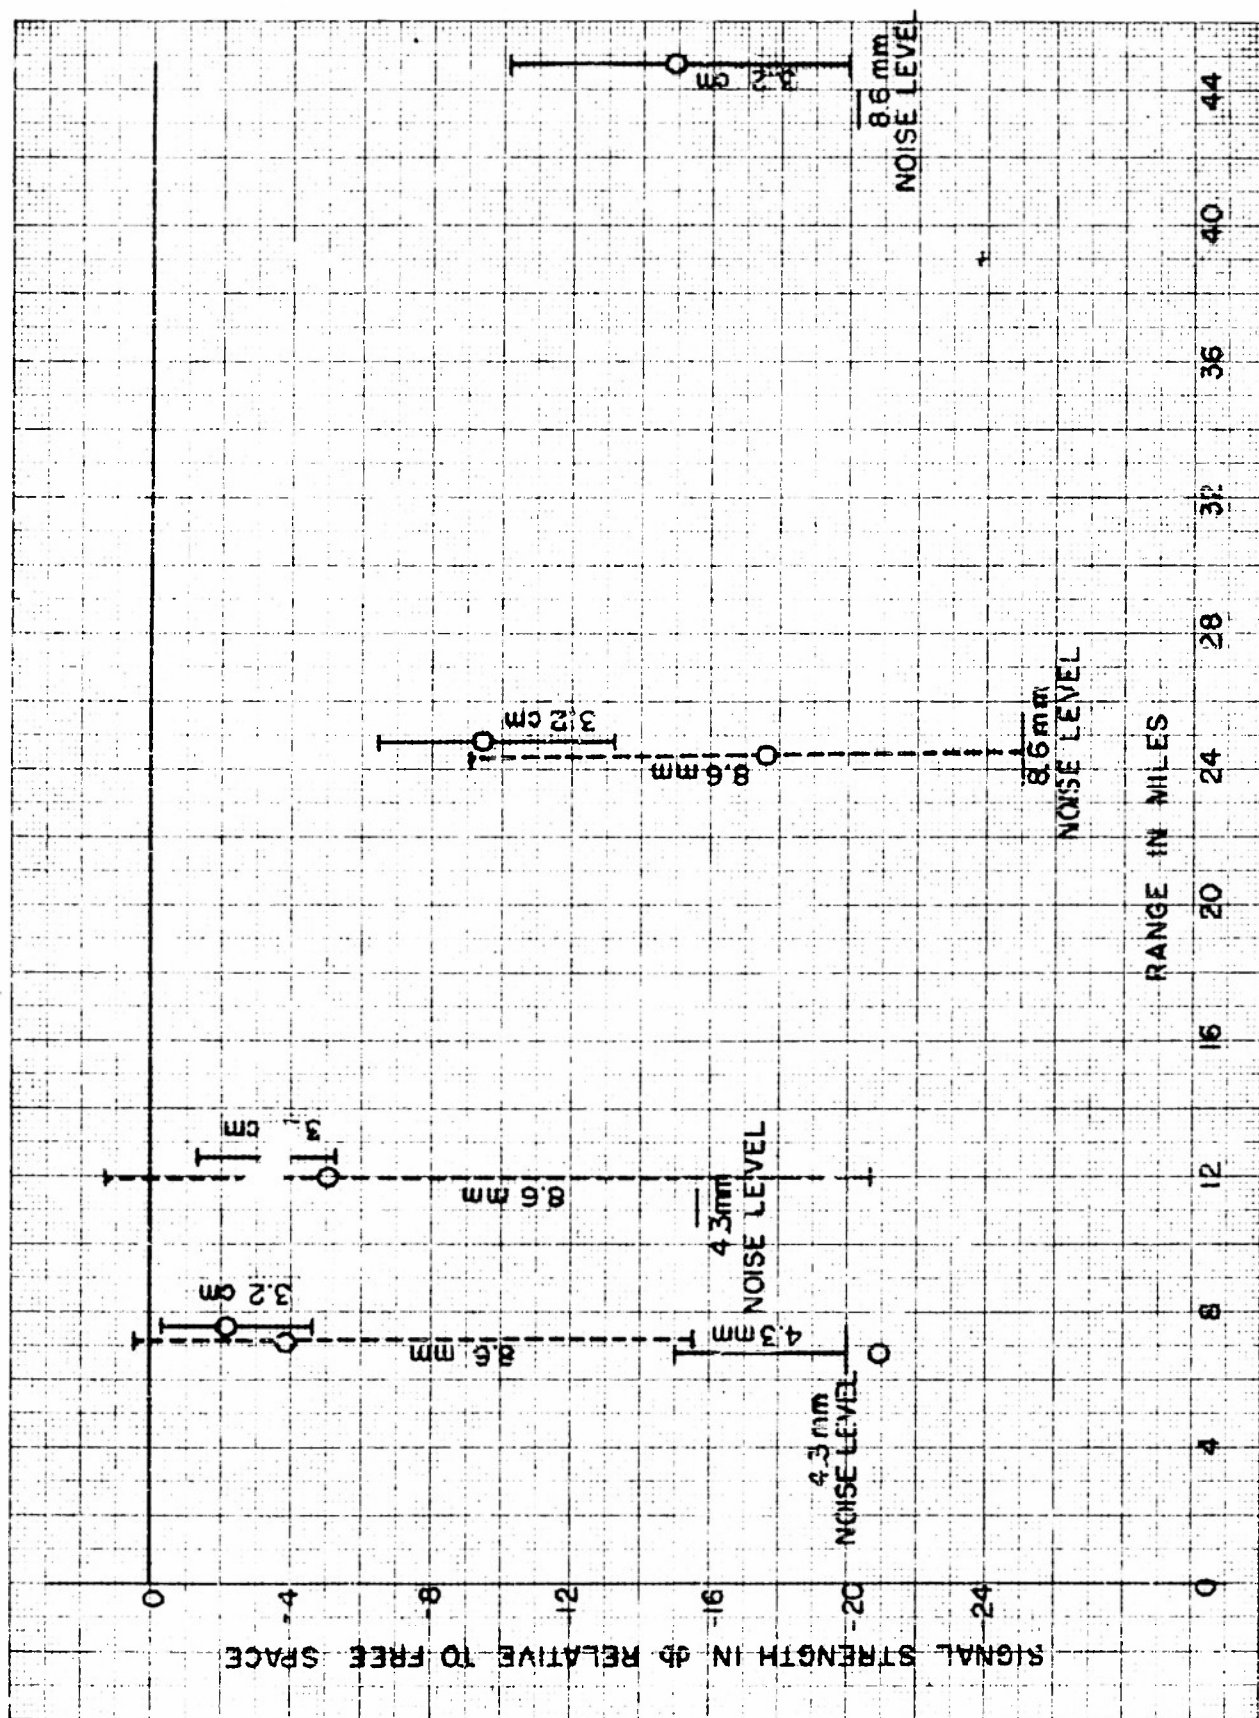 SIGNAL STRENGTH IN db RELATIVE TO FREE SPACE
0
-4
-8
-12
-16
-20
-24
3.2 cm
8.6 mm
4.3 mm
4.3 mm
NOISE LEVEL
cm
8.6 mm
4.3mm
NOISE LEVEL
3.2 cm
8.6 mm
8.6 mm
NOISE LEVEL
8.6 mm
NOISE LEVEL
0
4
8
12
16
20
24
28
32
36
40
44
RANGE IN MILES